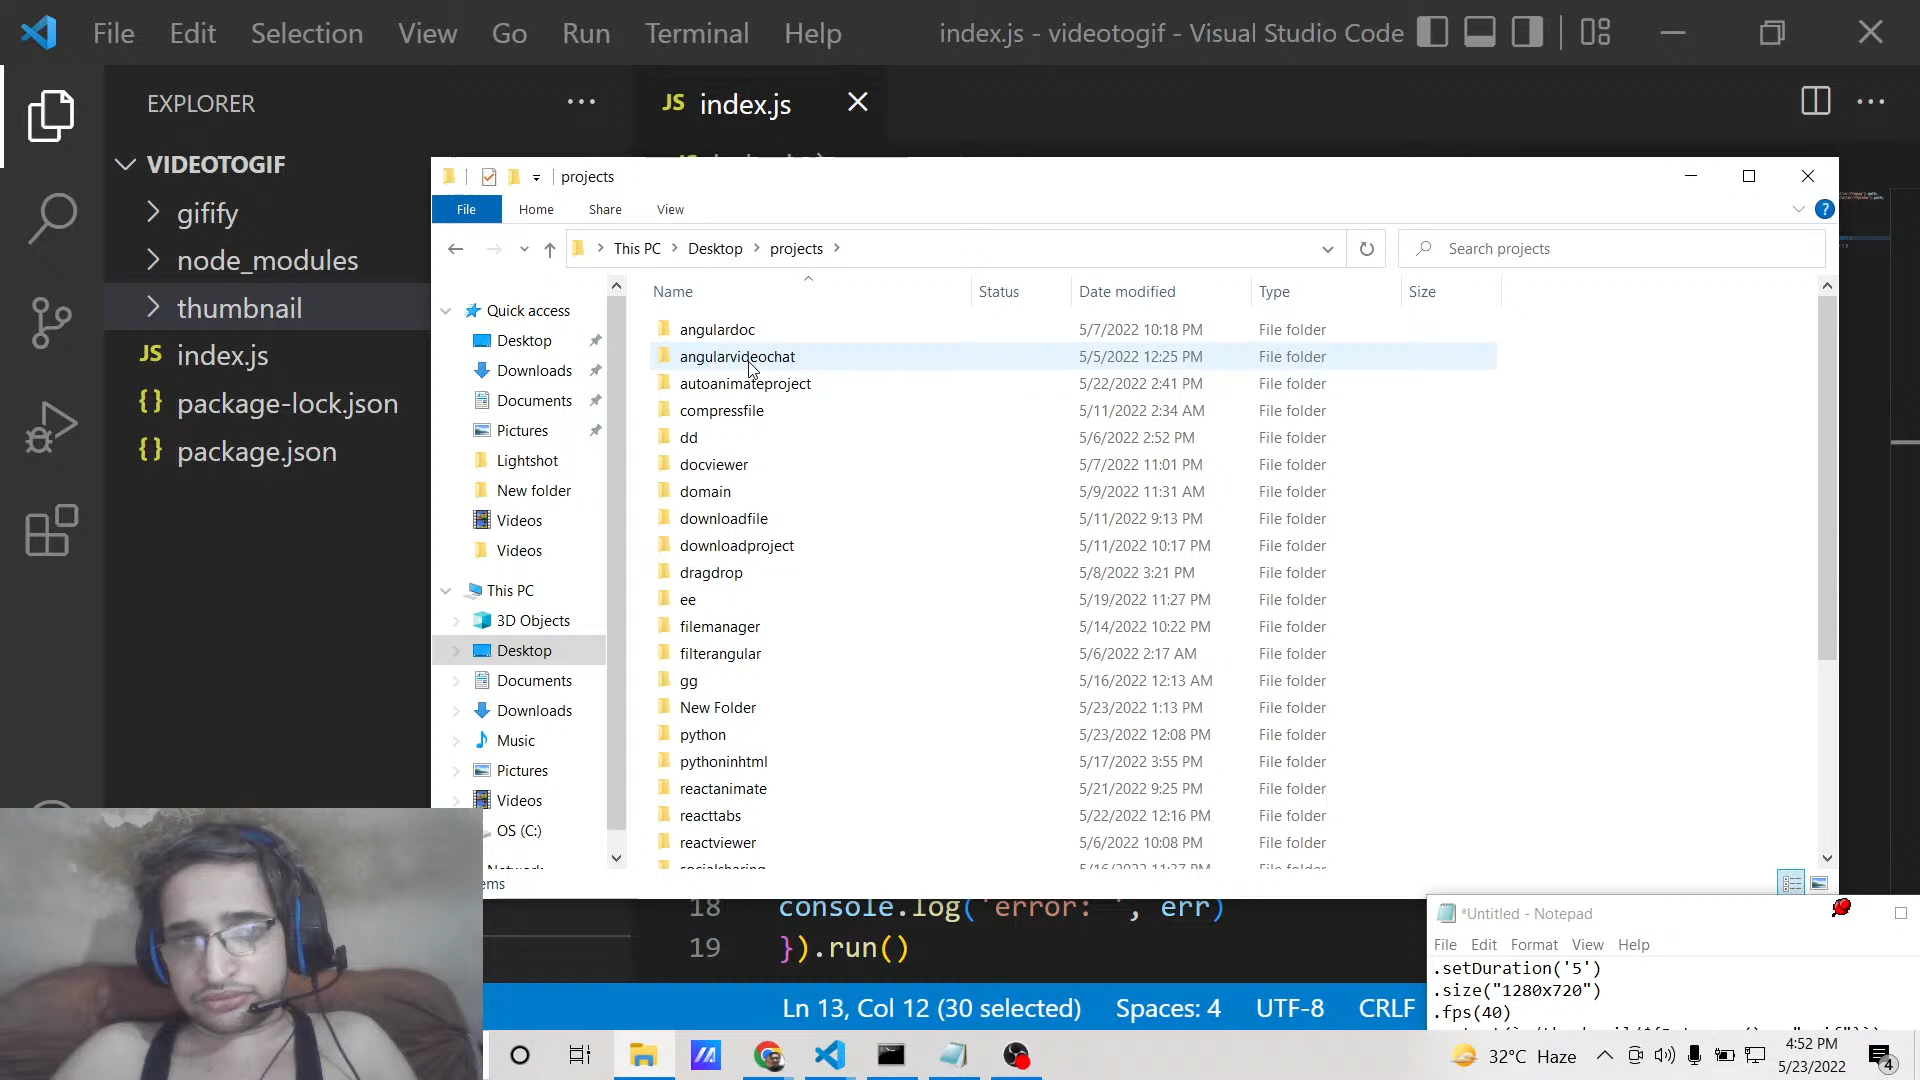 File Edit Selection View Go Run Terminal Help
index.js - videotogif - Visual Studio Code
EXPLORER
JS index.js
VIDEOTOGIF
gifify
node_modules
thumbnail
JS index.js
{} package-lock.json
{} package.json
projects
File Home Share View
This PC Desktop projects
Search projects
Name Status Date modified Type Size
Quick access
Desktop
Downloads
Documents
Pictures
Lightshot
New folder
Videos
Videos
This PC
3D Objects
Desktop
Documents
Downloads
Music
Pictures
Videos
OS (C:)
angulardoc 5/7/2022 10:18 PM File folder
angularvideochat 5/5/2022 12:25 PM File folder
autoanimateproject 5/22/2022 2:41 PM File folder
compressfile 5/11/2022 2:34 AM File folder
dd 5/6/2022 2:52 PM File folder
docviewer 5/7/2022 11:01 PM File folder
domain 5/9/2022 11:31 AM File folder
downloadfile 5/11/2022 9:13 PM File folder
downloadproject 5/11/2022 10:17 PM File folder
dragdrop 5/8/2022 3:21 PM File folder
ee 5/19/2022 11:27 PM File folder
filemanager 5/14/2022 10:22 PM File folder
filterangular 5/6/2022 2:17 AM File folder
gg 5/16/2022 12:13 AM File folder
New Folder 5/23/2022 1:13 PM File folder
python 5/23/2022 12:08 PM File folder
pythoninhtml 5/17/2022 3:55 PM File folder
reactanimate 5/21/2022 9:25 PM File folder
reacttabs 5/22/2022 12:16 PM File folder
reactviewer 5/6/2022 10:08 PM File folder
ems
18 console.log('error: ', err)
19 }).run()
*Untitled - Notepad
File Edit Format View Help
.setDuration('5')
.size("1280x720")
.fps(40)
Ln 13, Col 12 (30 selected) Spaces: 4 UTF-8 CRLF
32°C Haze
4:52 PM
5/23/2022
4